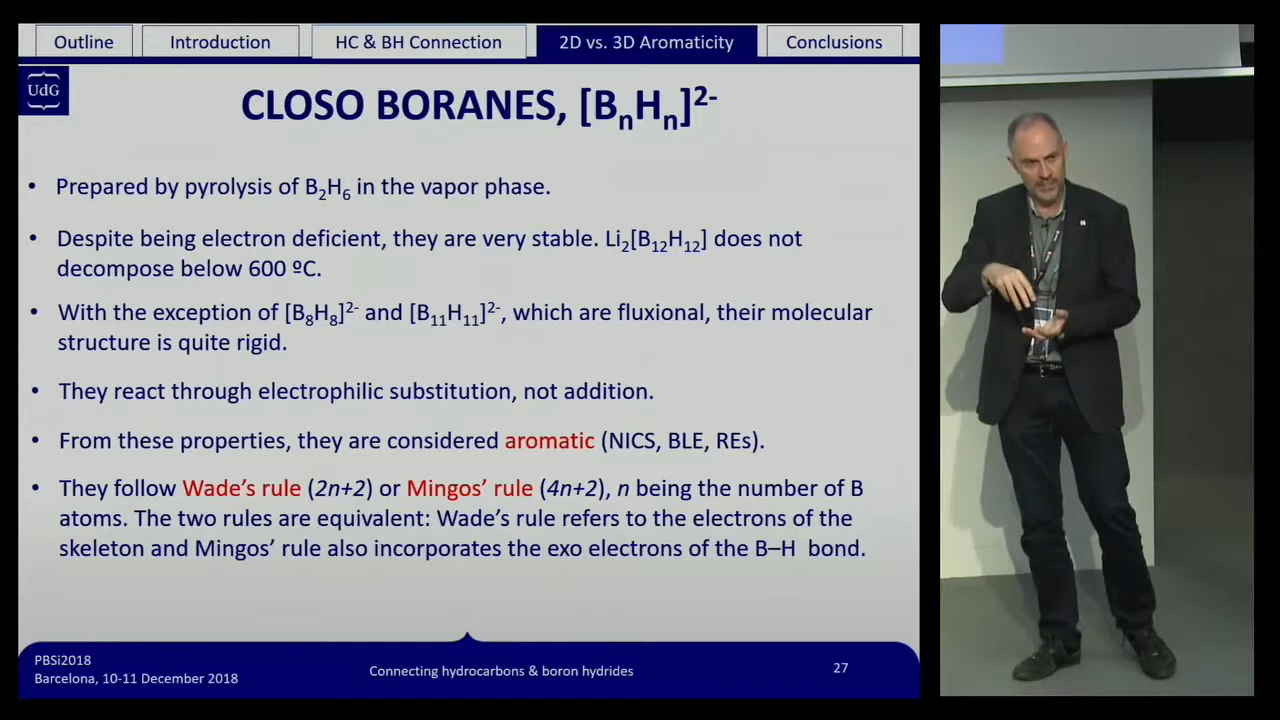 Outline
Introduction
HC & BH Connection
2D vs. 3D Aromaticity
Conclusions
UdG
CLOSO BORANES, [BₙHₙ]²⁻
• Prepared by pyrolysis of B₂H₆ in the vapor phase.
• Despite being electron deficient, they are very stable. Li₂[B₁₂H₁₂] does not
decompose below 600 ºC.
• With the exception of [B₈H₈]²⁻ and [B₁₁H₁₁]²⁻, which are fluxional, their molecular
structure is quite rigid.
• They react through electrophilic substitution, not addition.
• From these properties, they are considered aromatic (NICS, BLE, REs).
• They follow Wade’s rule (2n+2) or Mingos’ rule (4n+2), n being the number of B
atoms. The two rules are equivalent: Wade’s rule refers to the electrons of the
skeleton and Mingos’ rule also incorporates the exo electrons of the B–H bond.
PBSi2018
Barcelona, 10-11 December 2018
Connecting hydrocarbons & boron hydrides
27